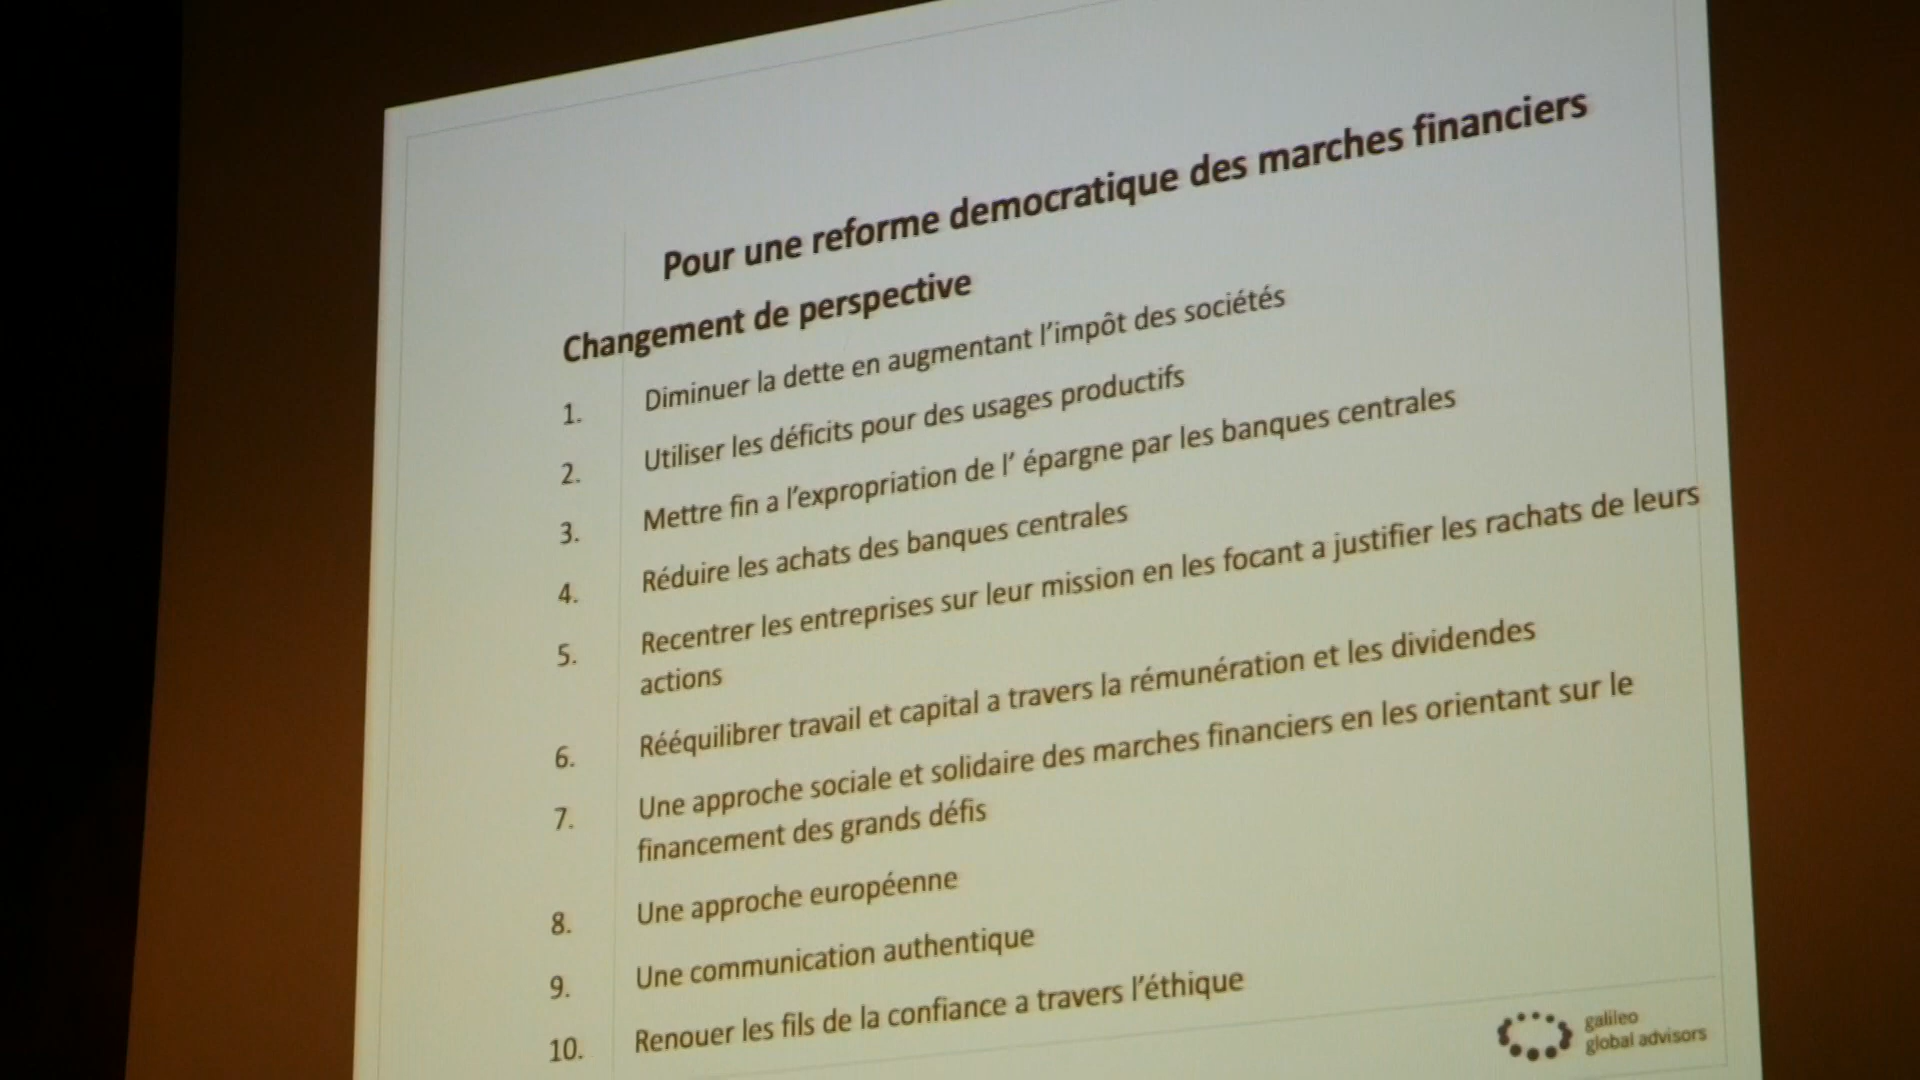 Pour une reforme democratique des marches financiers
Changement de perspective
1. Diminuer la dette en augmentant l'impôt des sociétés
2. Utiliser les déficits pour des usages productifs
3. Mettre fin a l'expropriation de l' épargne par les banques centrales
4. Réduire les achats des banques centrales
5. Recentrer les entreprises sur leur mission en les focant a justifier les rachats de leurs
actions
6. Rééquilibrer travail et capital a travers la rémunération et les dividendes
7. Une approche sociale et solidaire des marches financiers en les orientant sur le
financement des grands défis
8. Une approche européenne
9. Une communication authentique
10. Renouer les fils de la confiance a travers l'éthique
galileo
global advisors